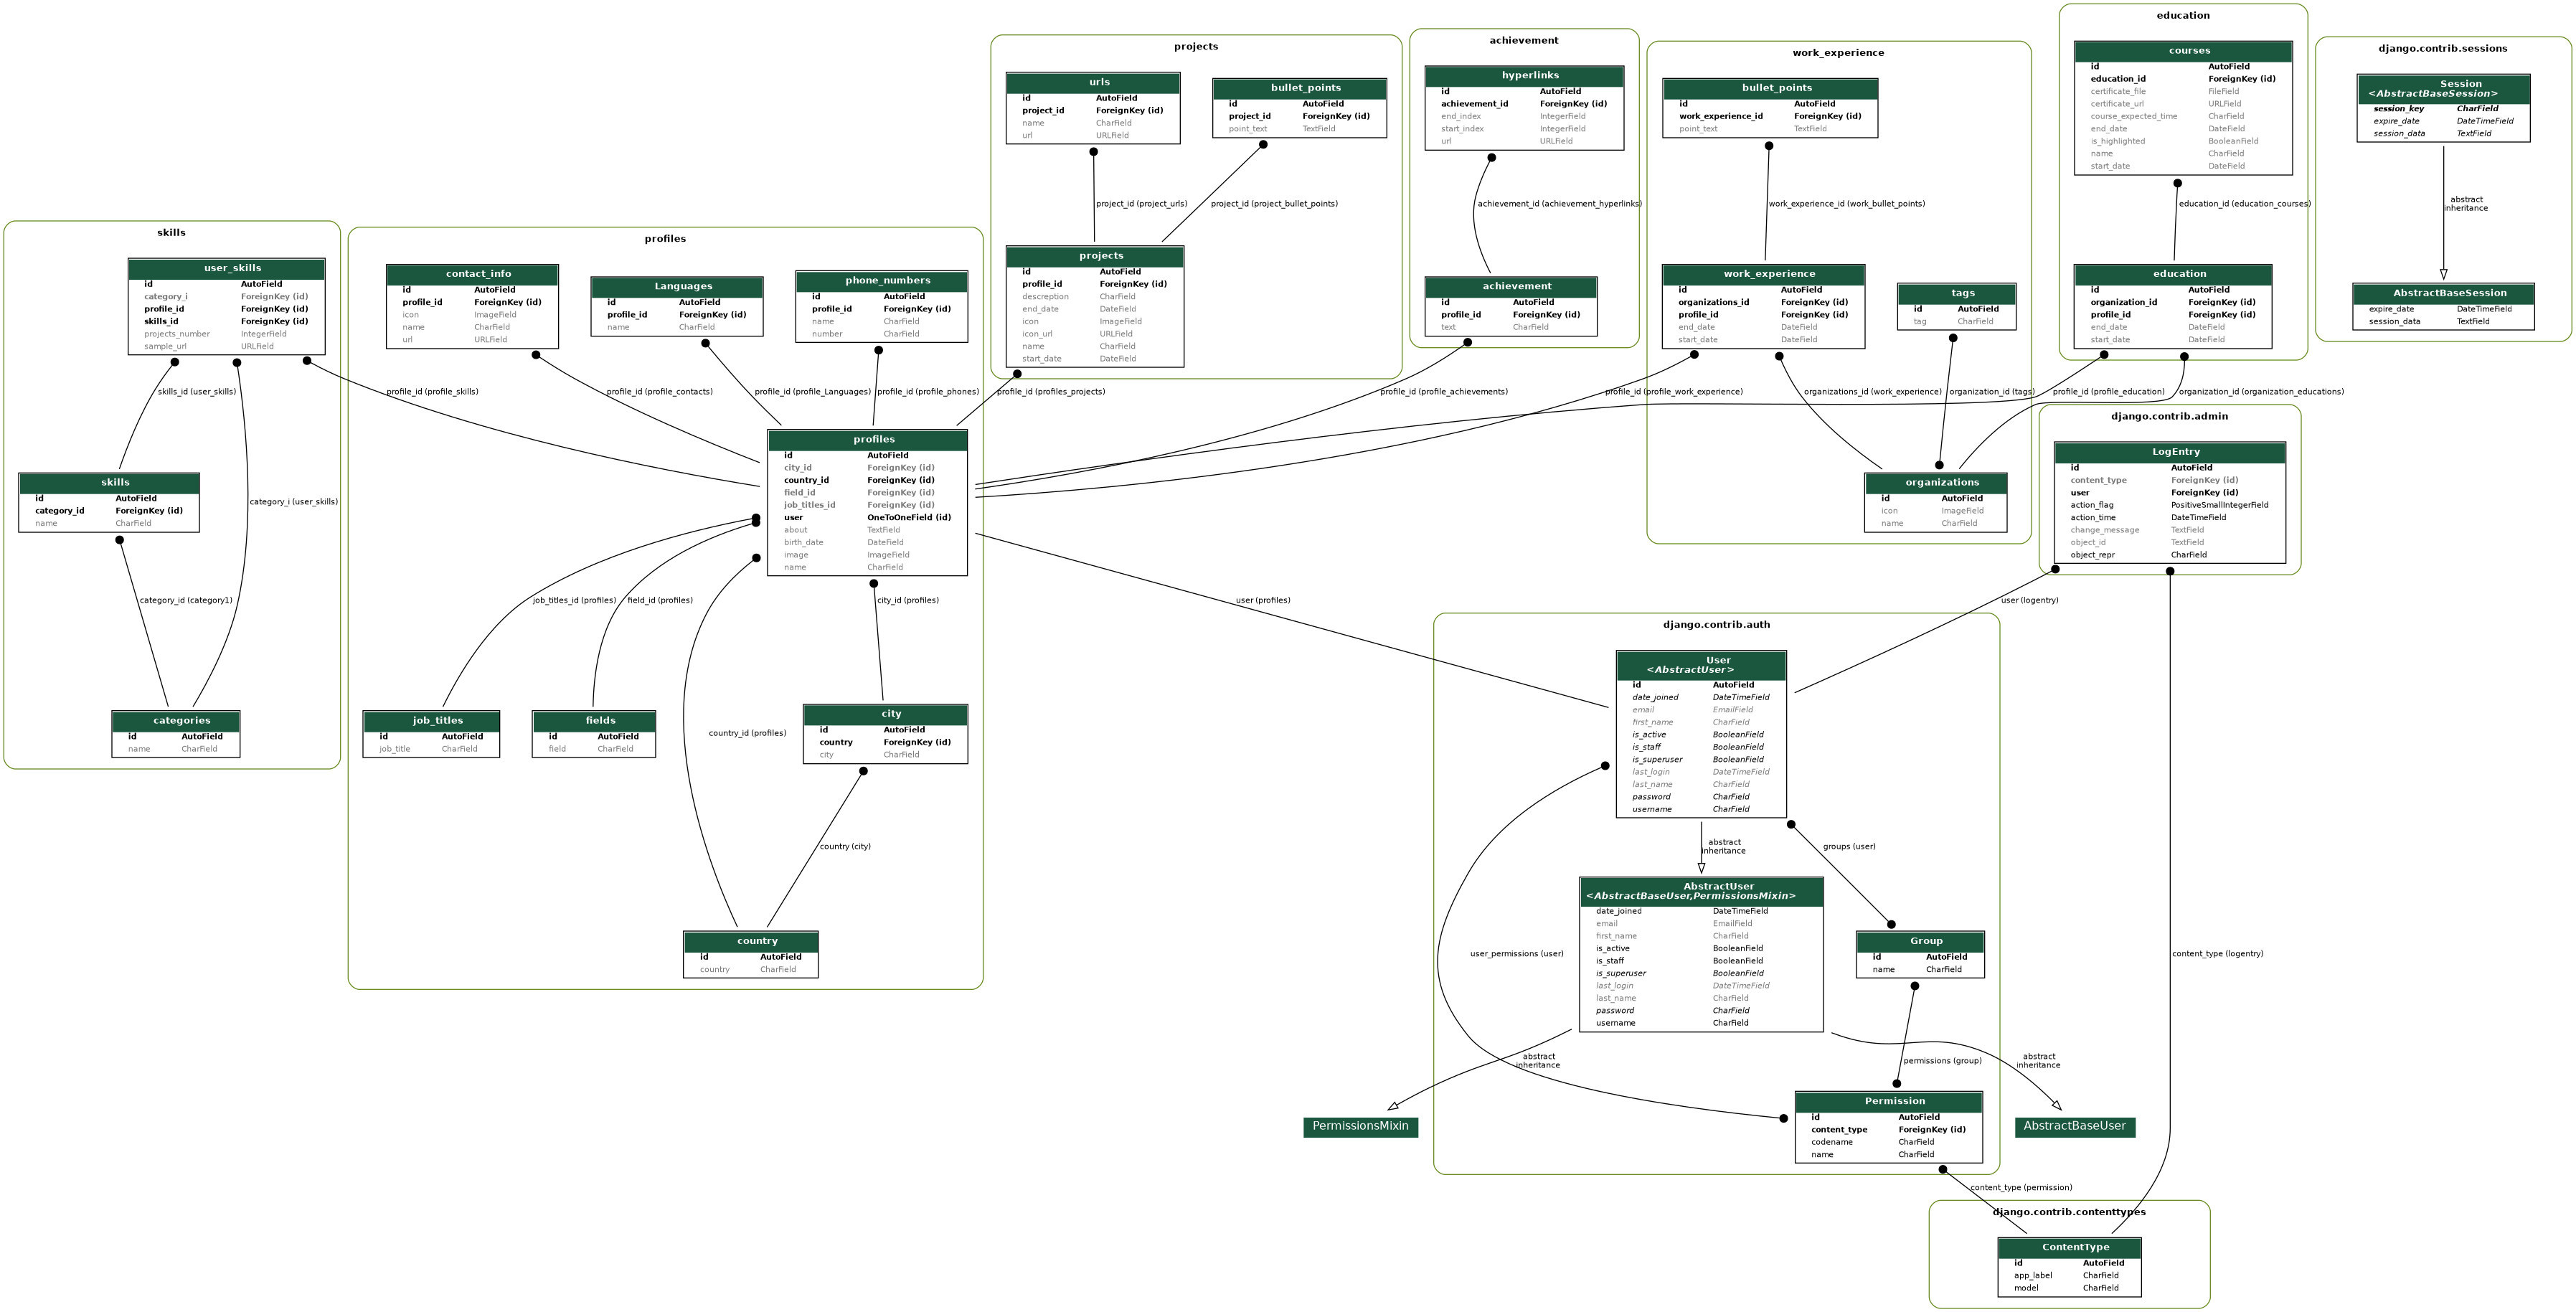 skills
user_skills
id AutoField
category_i ForeignKey (id)
profile_id ForeignKey (id)
skills_id ForeignKey (id)
projects_number IntegerField
sample_url URLField
skills_id (user_skills)
category_i (user_skills)
profile_id (profile_skills)
skills
id AutoField
category_id ForeignKey (id)
name CharField
category_id (category1)
categories
id AutoField
name CharField
profiles
contact_info
id AutoField
profile_id ForeignKey (id)
icon ImageField
name CharField
url URLField
Languages
id AutoField
profile_id ForeignKey (id)
name CharField
phone_numbers
id AutoField
profile_id ForeignKey (id)
name CharField
number CharField
profile_id (profile_contacts)
profile_id (profile_Languages)
profile_id (profile_phones)
profiles
id AutoField
city_id ForeignKey (id)
country_id ForeignKey (id)
field_id ForeignKey (id)
job_titles_id ForeignKey (id)
user OneToOneField (id)
about TextField
birth_date DateField
image ImageField
name CharField
job_titles_id (profiles)
field_id (profiles)
city_id (profiles)
country_id (profiles)
job_titles
id AutoField
job_title CharField
fields
id AutoField
field CharField
city
id AutoField
country ForeignKey (id)
city CharField
country (city)
country
id AutoField
country CharField
projects
urls
id AutoField
project_id ForeignKey (id)
name CharField
url URLField
bullet_points
id AutoField
project_id ForeignKey (id)
point_text TextField
project_id (project_urls)
project_id (project_bullet_points)
projects
id AutoField
profile_id ForeignKey (id)
descreption CharField
end_date DateField
icon ImageField
icon_url URLField
name CharField
start_date DateField
profile_id (profiles_projects)
achievement
hyperlinks
id AutoField
achievement_id ForeignKey (id)
end_index IntegerField
start_index IntegerField
url URLField
achievement_id (achievement_hyperlinks)
achievement
id AutoField
profile_id ForeignKey (id)
text CharField
profile_id (profile_achievements)
work_experience
bullet_points
id AutoField
work_experience_id ForeignKey (id)
point_text TextField
work_experience_id (work_bullet_points)
work_experience
id AutoField
organizations_id ForeignKey (id)
profile_id ForeignKey (id)
end_date DateField
start_date DateField
tags
id AutoField
tag CharField
profile_id (profile_work_experience)
organizations_id (work_experience)
organization_id (tags)
organizations
id AutoField
icon ImageField
name CharField
education
courses
id AutoField
education_id ForeignKey (id)
certificate_file FileField
certificate_url URLField
course_expected_time CharField
end_date DateField
is_highlighted BooleanField
name CharField
start_date DateField
education_id (education_courses)
education
id AutoField
organization_id ForeignKey (id)
profile_id ForeignKey (id)
end_date DateField
start_date DateField
profile_id (profile_education)
organization_id (organization_educations)
django.contrib.sessions
Session
<AbstractBaseSession>
session_key CharField
expire_date DateTimeField
session_data TextField
abstract
inheritance
AbstractBaseSession
expire_date DateTimeField
session_data TextField
django.contrib.admin
LogEntry
id AutoField
content_type ForeignKey (id)
user ForeignKey (id)
action_flag PositiveSmallIntegerField
action_time DateTimeField
change_message TextField
object_id TextField
object_repr CharField
user (profiles)
user (logentry)
content_type (logentry)
django.contrib.auth
User
<AbstractUser>
id AutoField
date_joined DateTimeField
email EmailField
first_name CharField
is_active BooleanField
is_staff BooleanField
is_superuser BooleanField
last_login DateTimeField
last_name CharField
password CharField
username CharField
abstract
inheritance
groups (user)
user_permissions (user)
AbstractUser
<AbstractBaseUser,PermissionsMixin>
date_joined DateTimeField
email EmailField
first_name CharField
is_active BooleanField
is_staff BooleanField
is_superuser BooleanField
last_login DateTimeField
last_name CharField
password CharField
username CharField
Group
id AutoField
name CharField
abstract
inheritance
permissions (group)
abstract
inheritance
PermissionsMixin
Permission
id AutoField
content_type ForeignKey (id)
codename CharField
name CharField
AbstractBaseUser
content_type (permission)
django.contrib.contenttypes
ContentType
id AutoField
app_label CharField
model CharField